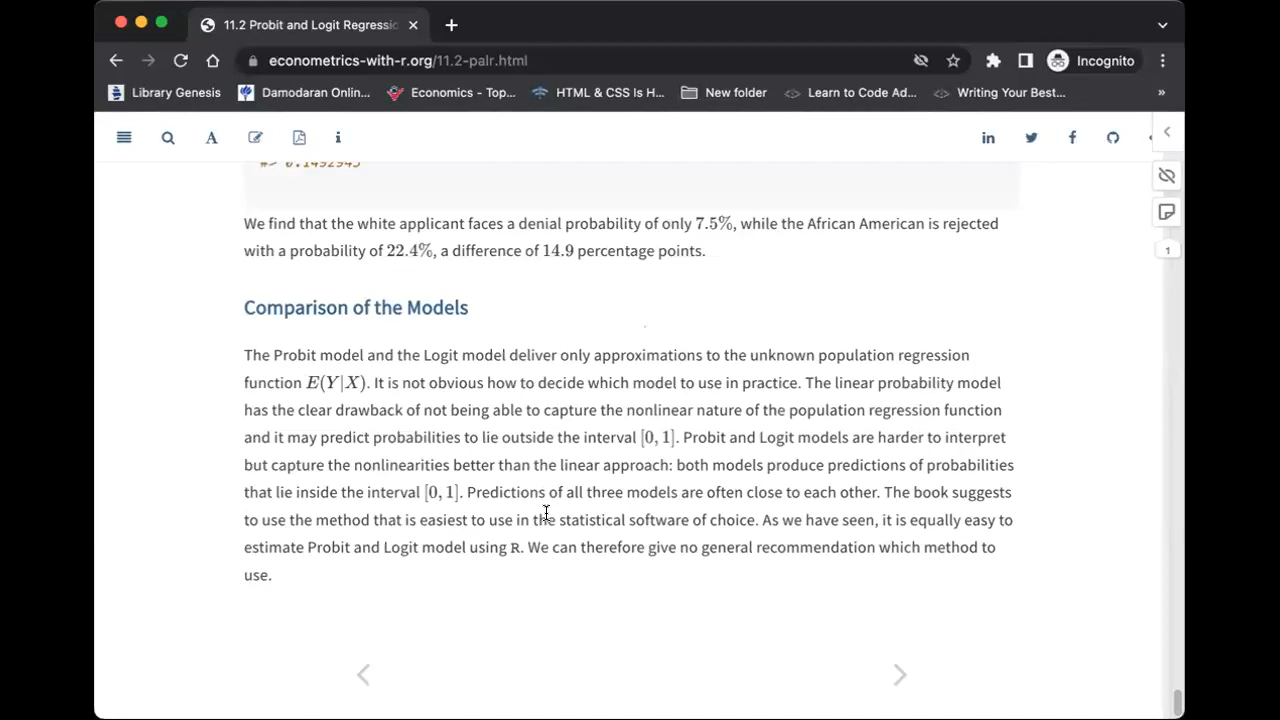 11.2 Probit and Logit Regressic
econometrics-with-r.org/11.2-palr.html
Incognito
Library Genesis
Damodaran Onlin...
Economics - Top...
HTML & CSS Is H...
New folder
Learn to Code Ad...
Writing Your Best...
»
#> 0.1492945
We find that the white applicant faces a denial probability of only 7.5%, while the African American is rejected
with a probability of 22.4%, a difference of 14.9 percentage points.
Comparison of the Models
The Probit model and the Logit model deliver only approximations to the unknown population regression
function E(Y|X). It is not obvious how to decide which model to use in practice. The linear probability model
has the clear drawback of not being able to capture the nonlinear nature of the population regression function
and it may predict probabilities to lie outside the interval [0, 1]. Probit and Logit models are harder to interpret
but capture the nonlinearities better than the linear approach: both models produce predictions of probabilities
that lie inside the interval [0, 1]. Predictions of all three models are often close to each other. The book suggests
to use the method that is easiest to use in the statistical software of choice. As we have seen, it is equally easy to
estimate Probit and Logit model using R. We can therefore give no general recommendation which method to
use.
1